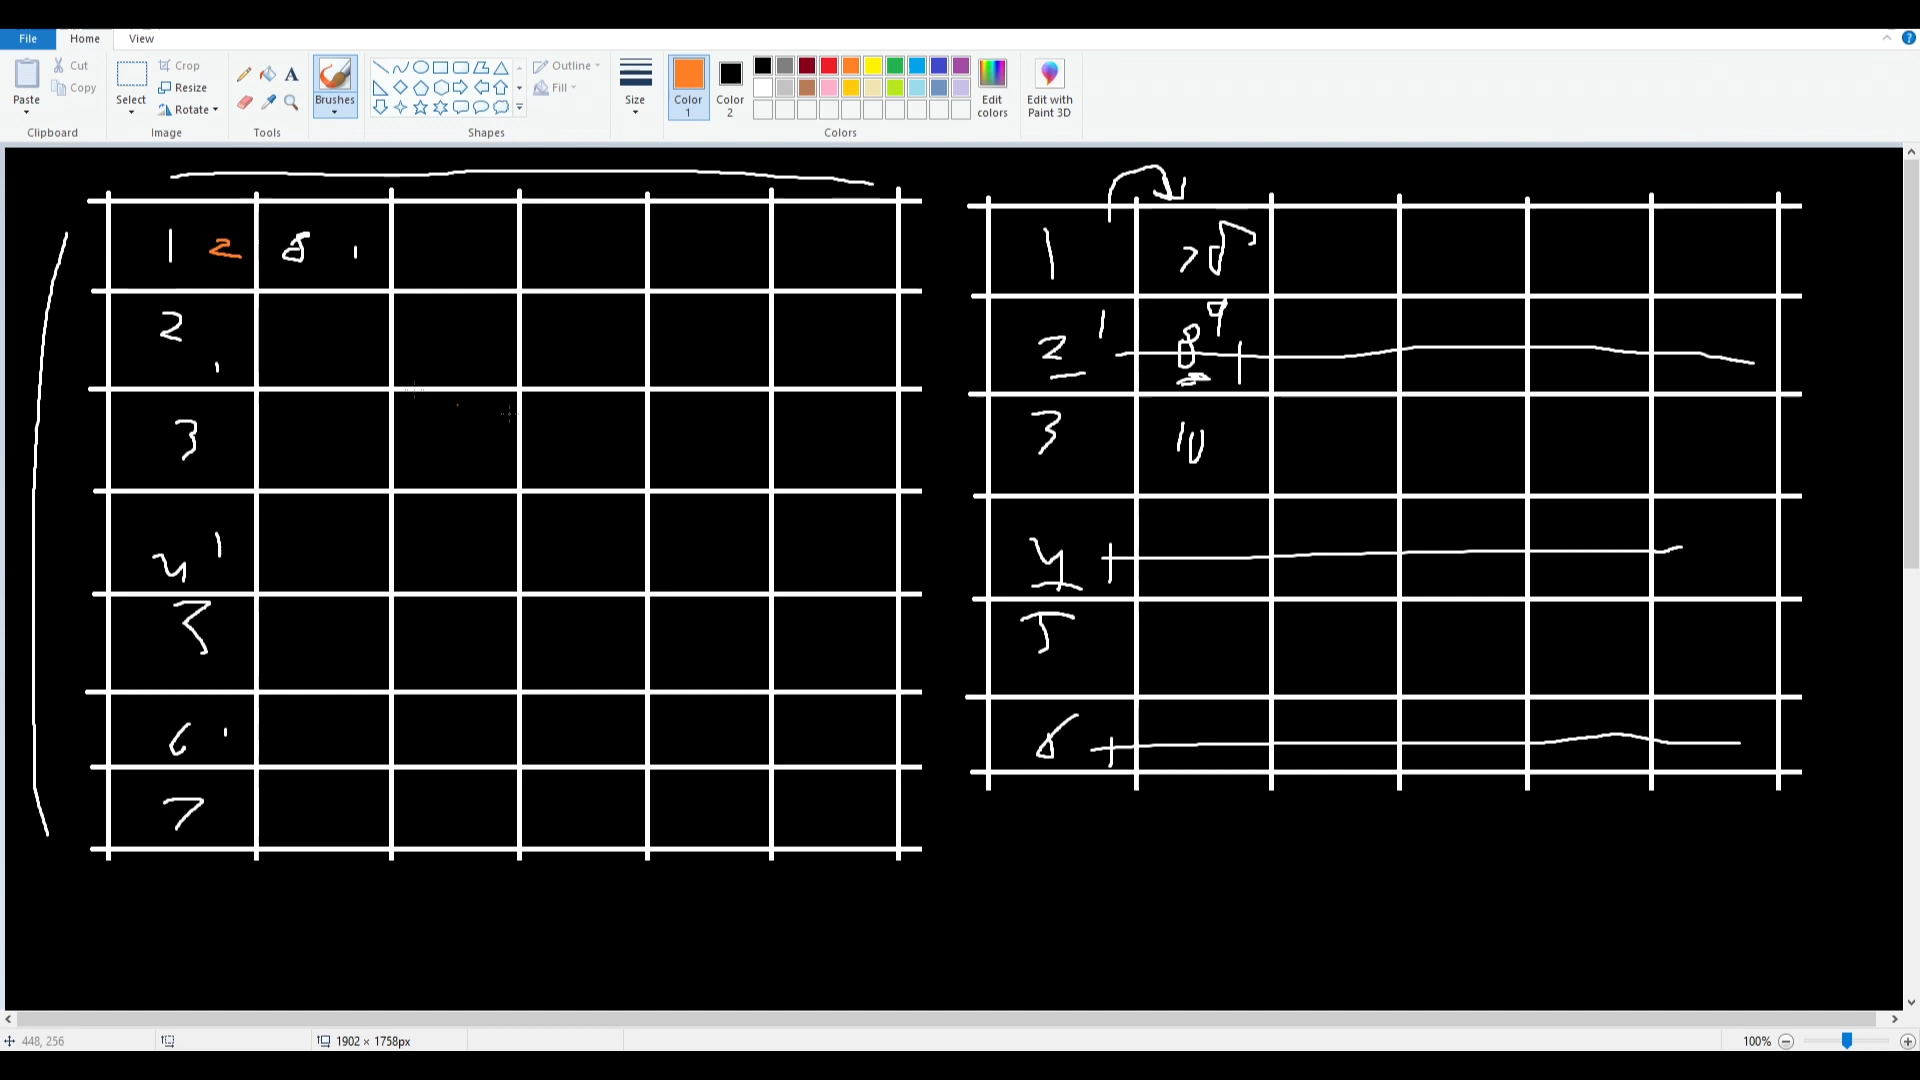 File Home View
Paste Cut Copy Clipboard
Select Crop Resize Rotate Image
A Tools
Brushes
Shapes
Outline Fill
Size
Color 1 Color 2
Colors
Edit colors
Edit with Paint 3D
1 2 8
2
3
4 1
5
6
7
1
2 1 8 9
3 10
4
5
6
448, 256
1902 × 1758px
100%